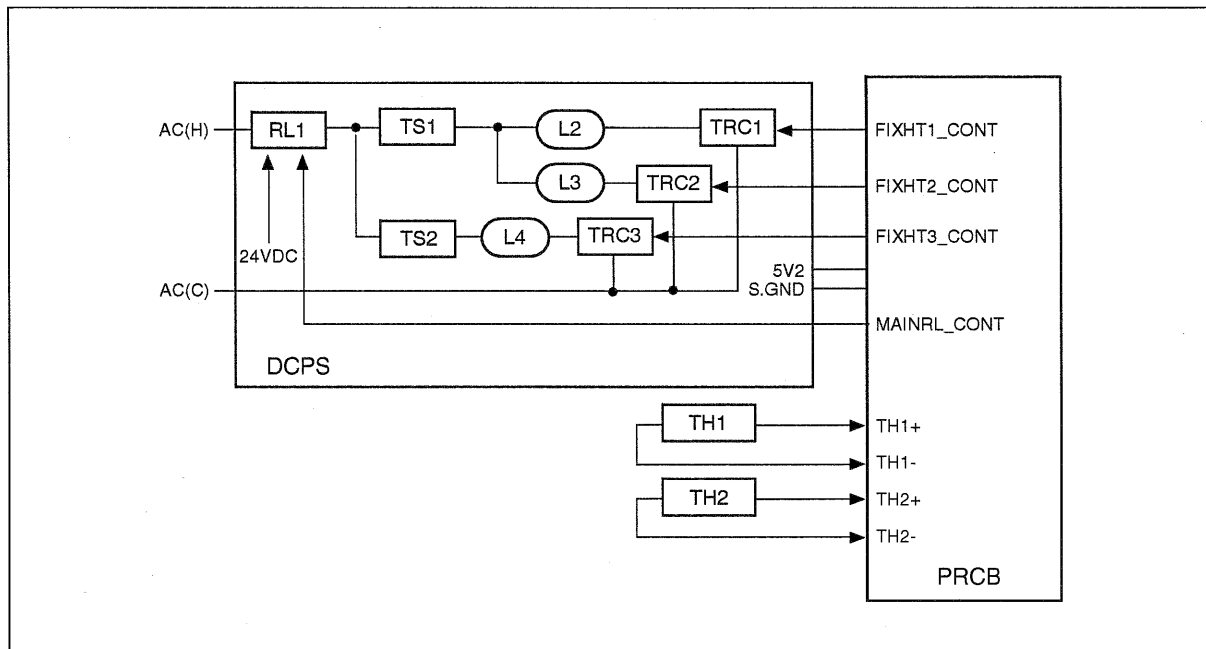 AC(H)
RL1
TS1
L2
TRC1
FIXHT1_CONT
L3
TRC2
FIXHT2_CONT
TS2
L4
TRC3
FIXHT3_CONT
24VDC
5V2
AC(C)
S.GND
MAINRL_CONT
DCPS
TH1
TH1+
TH1-
TH2
TH2+
TH2-
PRCB